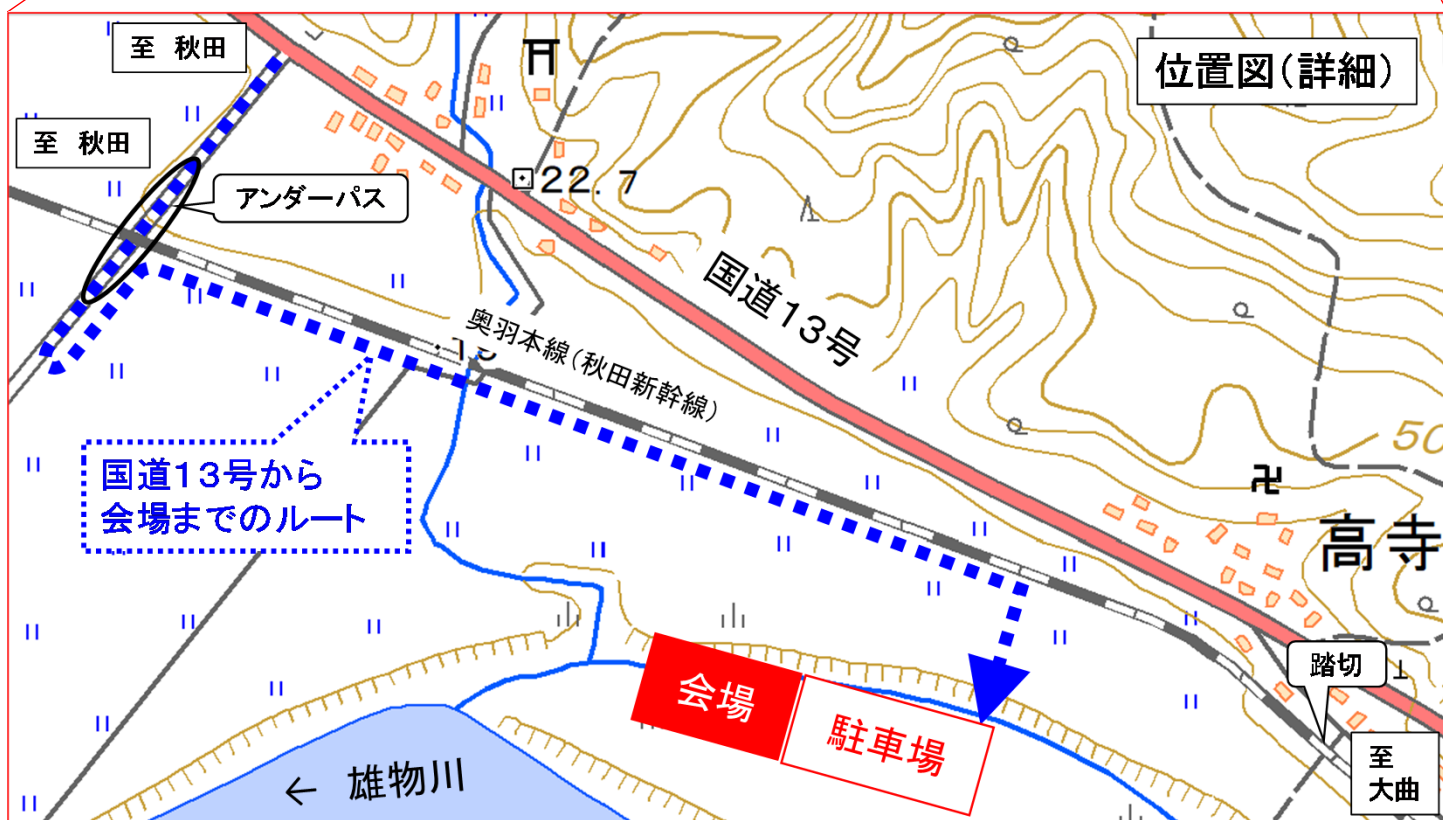 至 秋田
位置図(詳細)
至 秋田
アンダーパス
22.7
国道13号
奥羽本線(秋田新幹線)
国道13号から
会場までのルート
50
高寺
踏切
会場
駐車場
至
大曲
← 雄物川